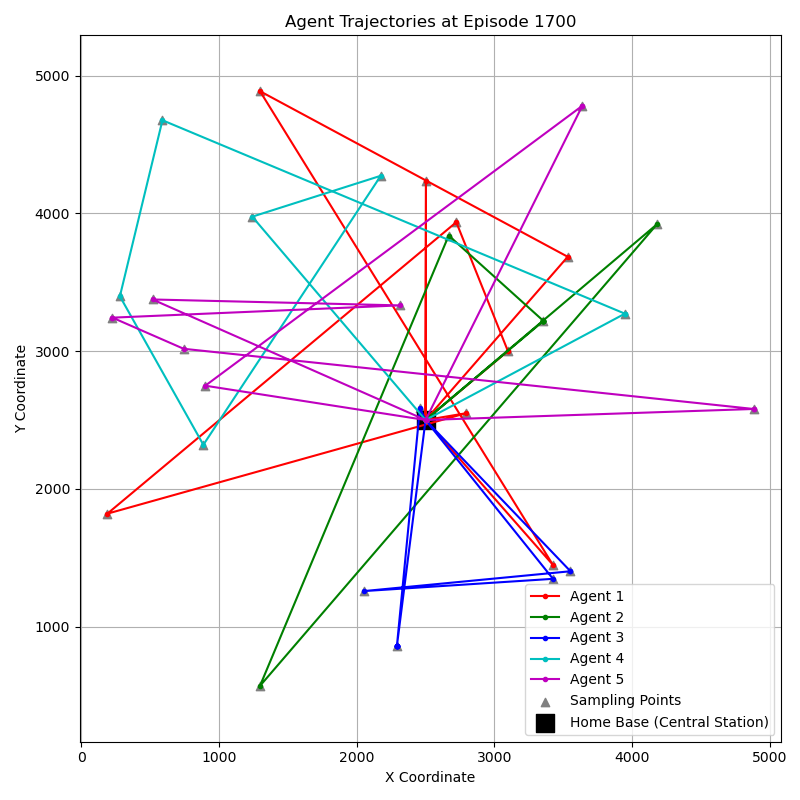 Agent Trajectories at Episode 1700
5000
4000
3000
2000
1000
Y Coordinate
0
1000
2000
3000
4000
5000
X Coordinate
Agent 1
Agent 2
Agent 3
Agent 4
Agent 5
Sampling Points
Home Base (Central Station)